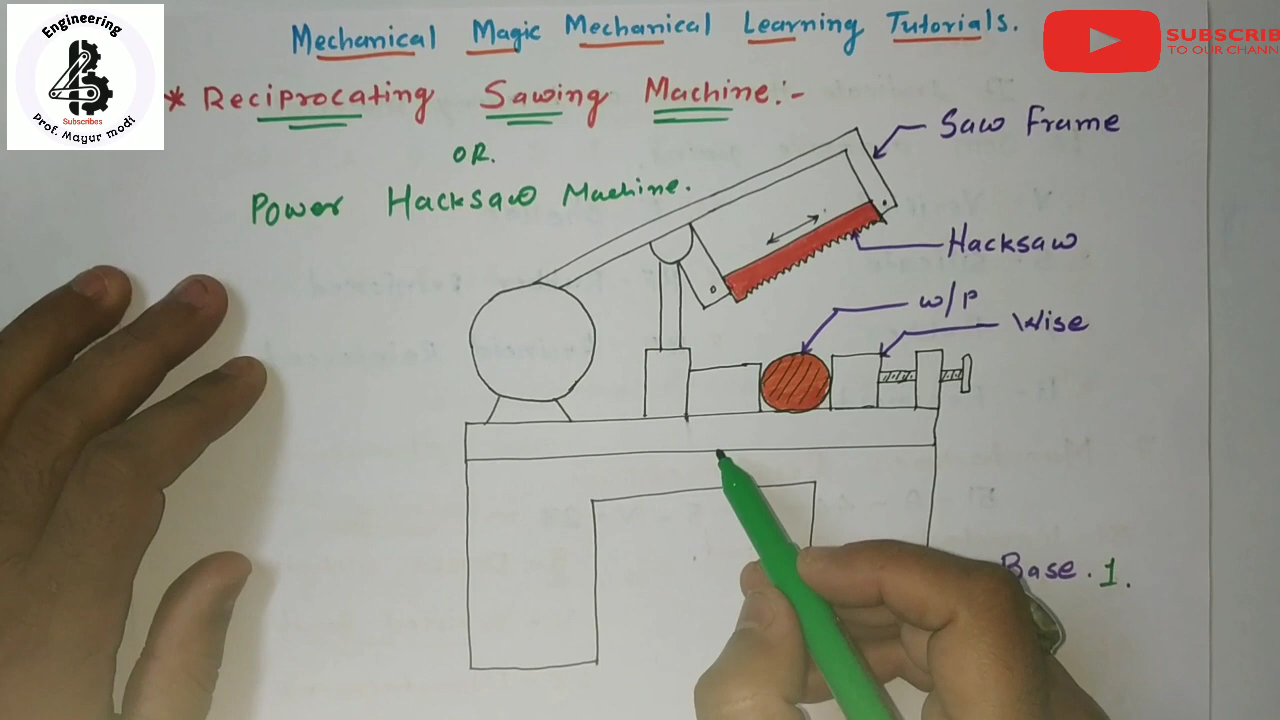 Engineering
Subscribes
Prof. Mayur modi
Mechanical Magic Mechanical Learning Tutorials.
SUBSCRIB
TO OUR CHANN
* Reciprocating Sawing Machine:-
OR.
Power Hacksaw Machine.
Saw Frame
Hacksaw
W/P
Wise
Base. 1.